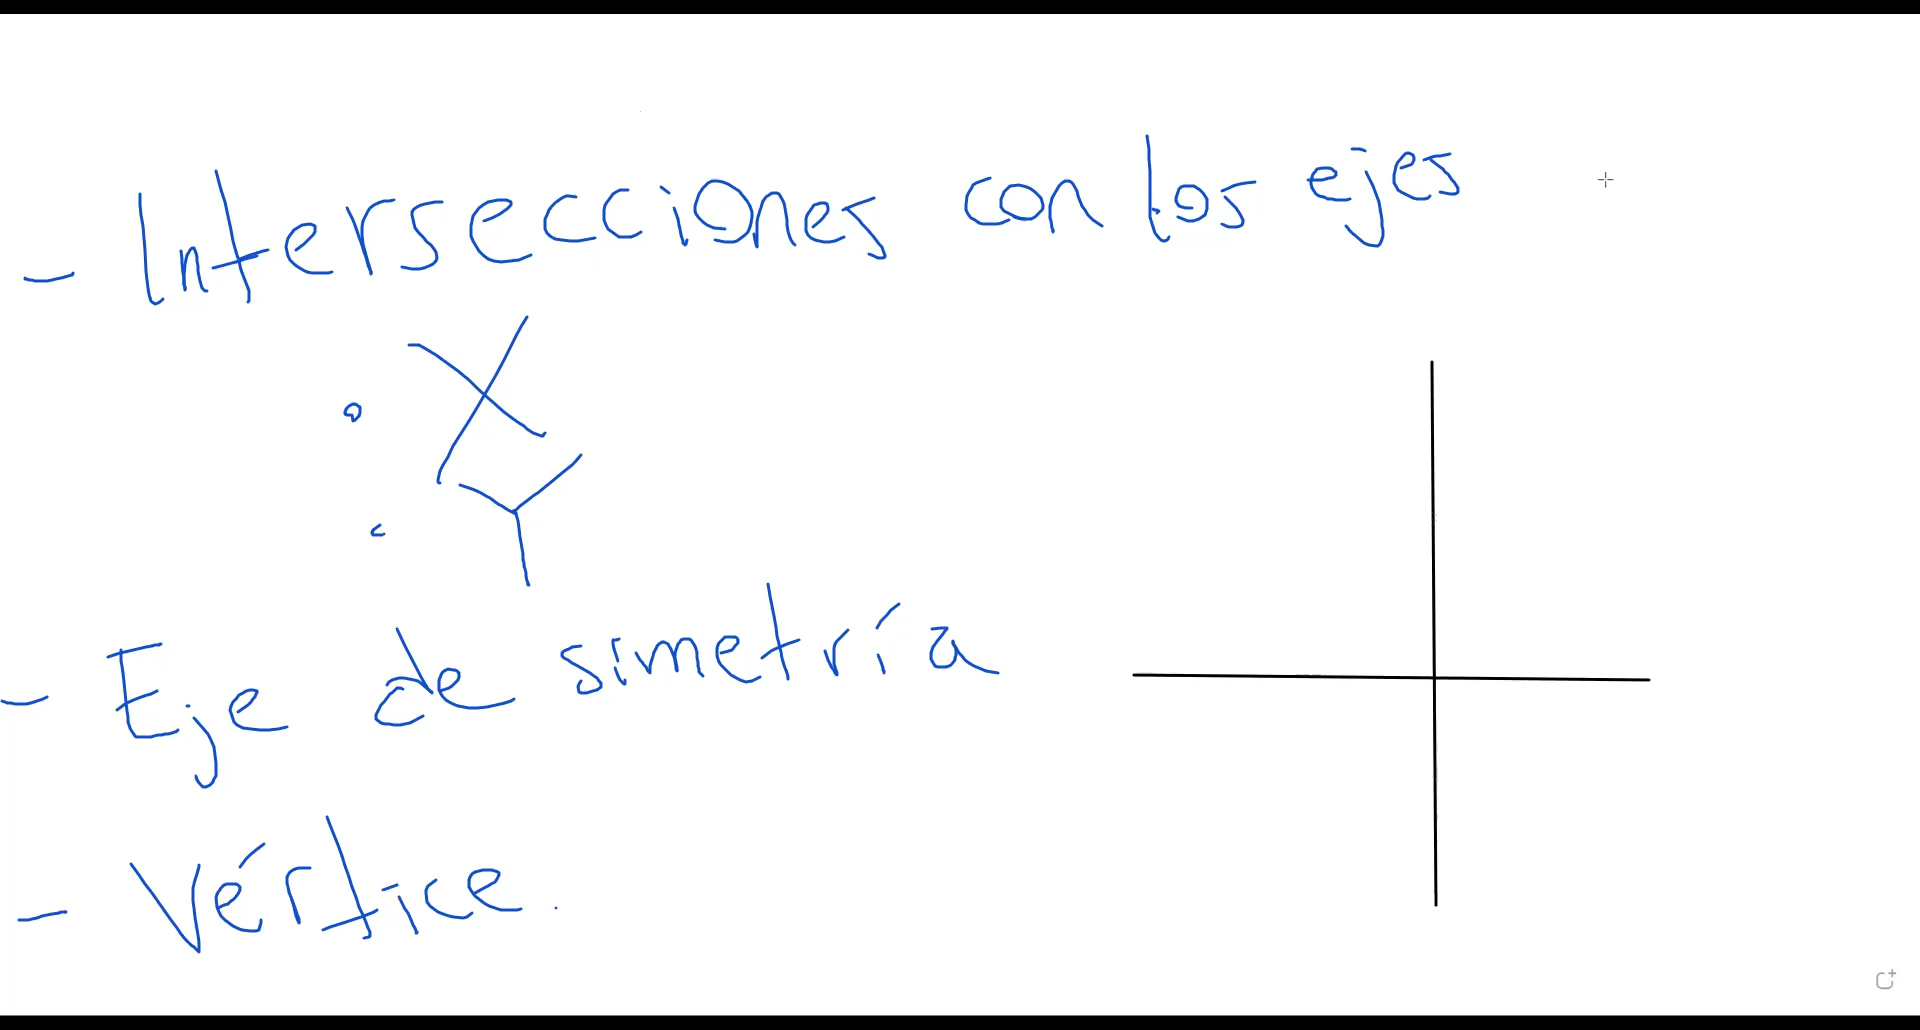 - Intersecciones con los ejes
X
Y
- Eje de simetría
- Vértice.